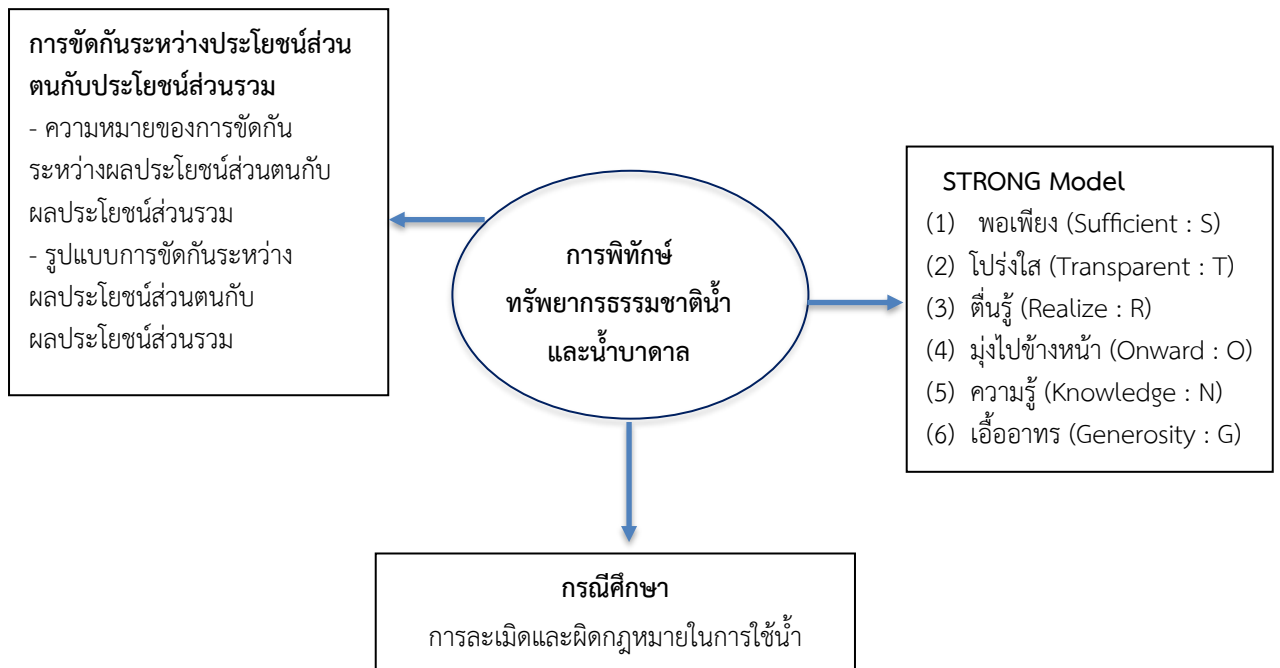 การขัดกันระหว่างประโยชน์ส่วน
ตนกับประโยชน์ส่วนรวม
- ความหมายของการขัดกัน
ระหว่างผลประโยชน์ส่วนตนกับ
ผลประโยชน์ส่วนรวม
- รูปแบบการขัดกันระหว่าง
ผลประโยชน์ส่วนตนกับ
ผลประโยชน์ส่วนรวม
การพิทักษ์
ทรัพยากรธรรมชาติน้ำ
และน้ำบาดาล
STRONG Model
(1) พอเพียง (Sufficient : S)
(2) โปร่งใส (Transparent : T)
(3) ตื่นรู้ (Realize : R)
(4) มุ่งไปข้างหน้า (Onward : O)
(5) ความรู้ (Knowledge : N)
(6) เอื้ออาทร (Generosity : G)
กรณีศึกษา
การละเมิดและผิดกฎหมายในการใช้น้ำ